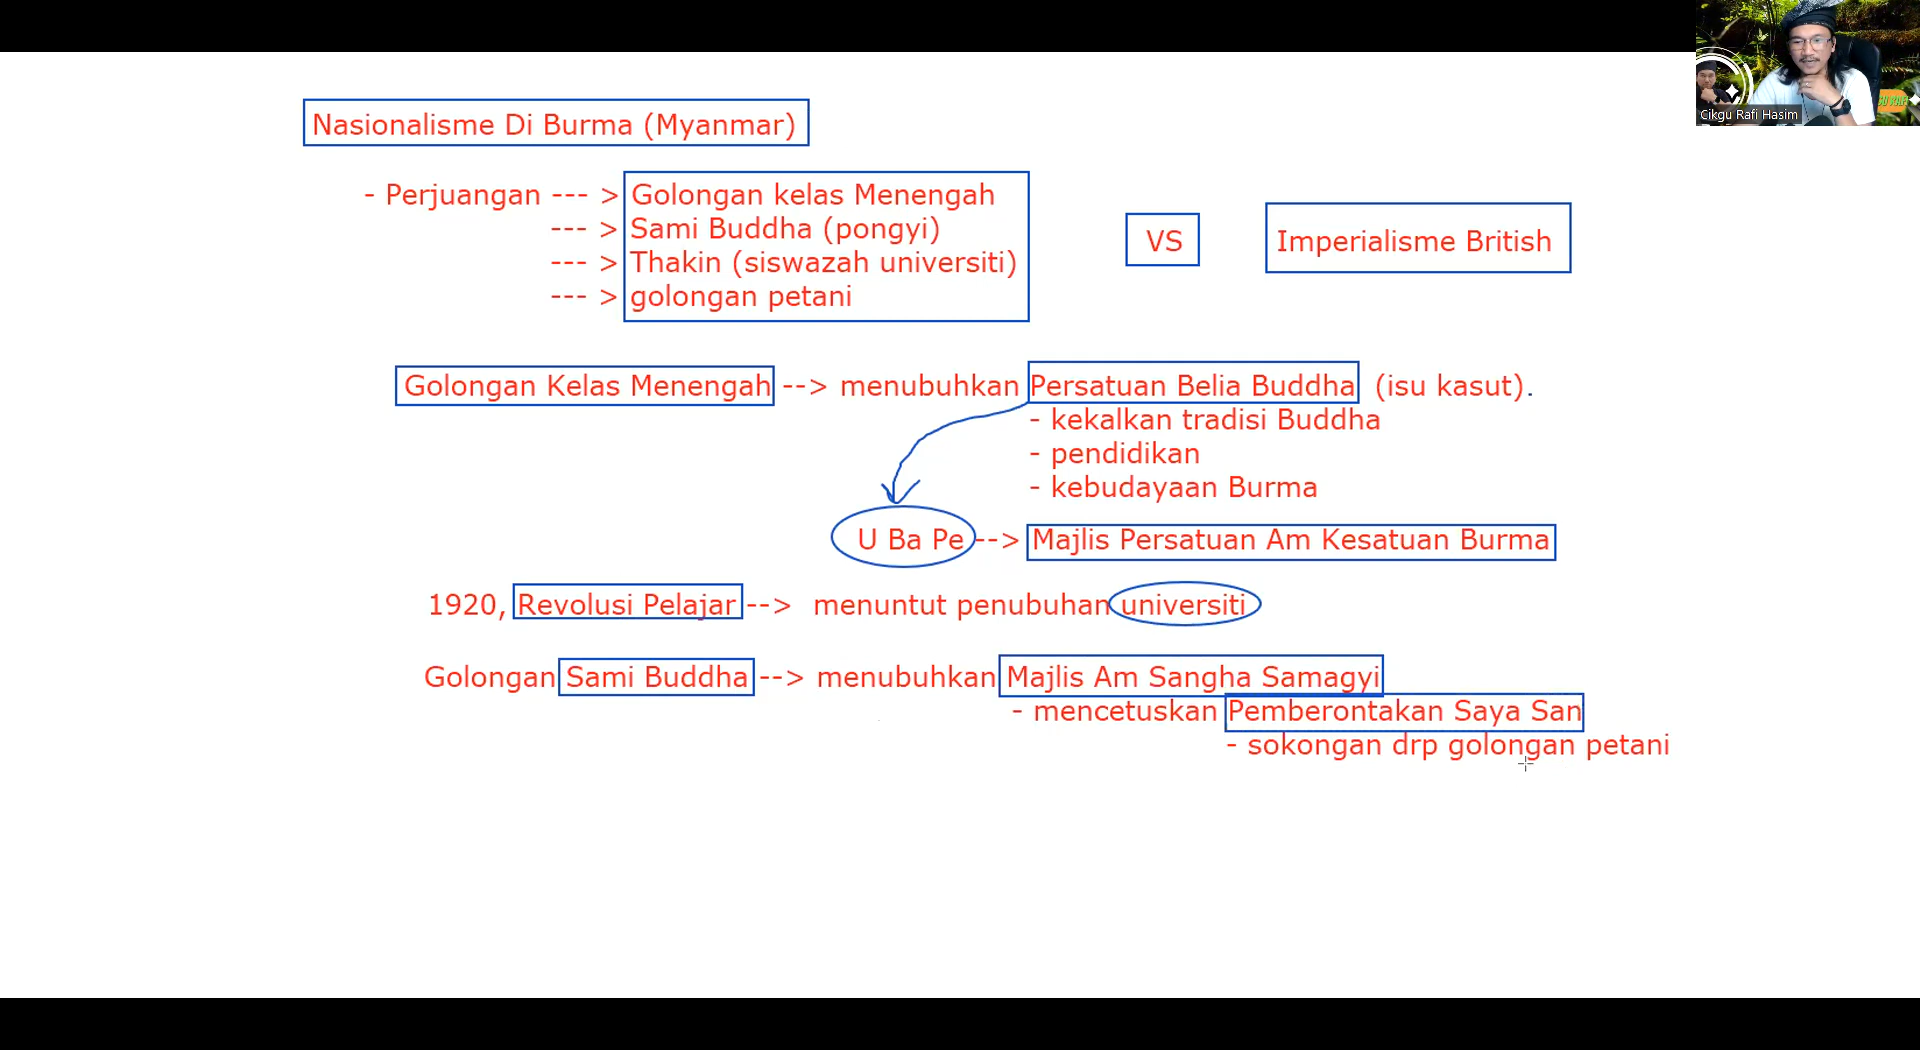 Cikgu Rafi Hasim
Nasionalisme Di Burma (Myanmar)
- Perjuangan --- > Golongan kelas Menengah
--- > Sami Buddha (pongyi)
--- > Thakin (siswazah universiti)
--- > golongan petani
VS
Imperialisme British
Golongan Kelas Menengah --> menubuhkan Persatuan Belia Buddha (isu kasut).
- kekalkan tradisi Buddha
- pendidikan
- kebudayaan Burma
U Ba Pe --> Majlis Persatuan Am Kesatuan Burma
1920, Revolusi Pelajar --> menuntut penubuhan universiti
Golongan Sami Buddha --> menubuhkan Majlis Am Sangha Samagyi
- mencetuskan Pemberontakan Saya San
- sokongan drp golongan petani